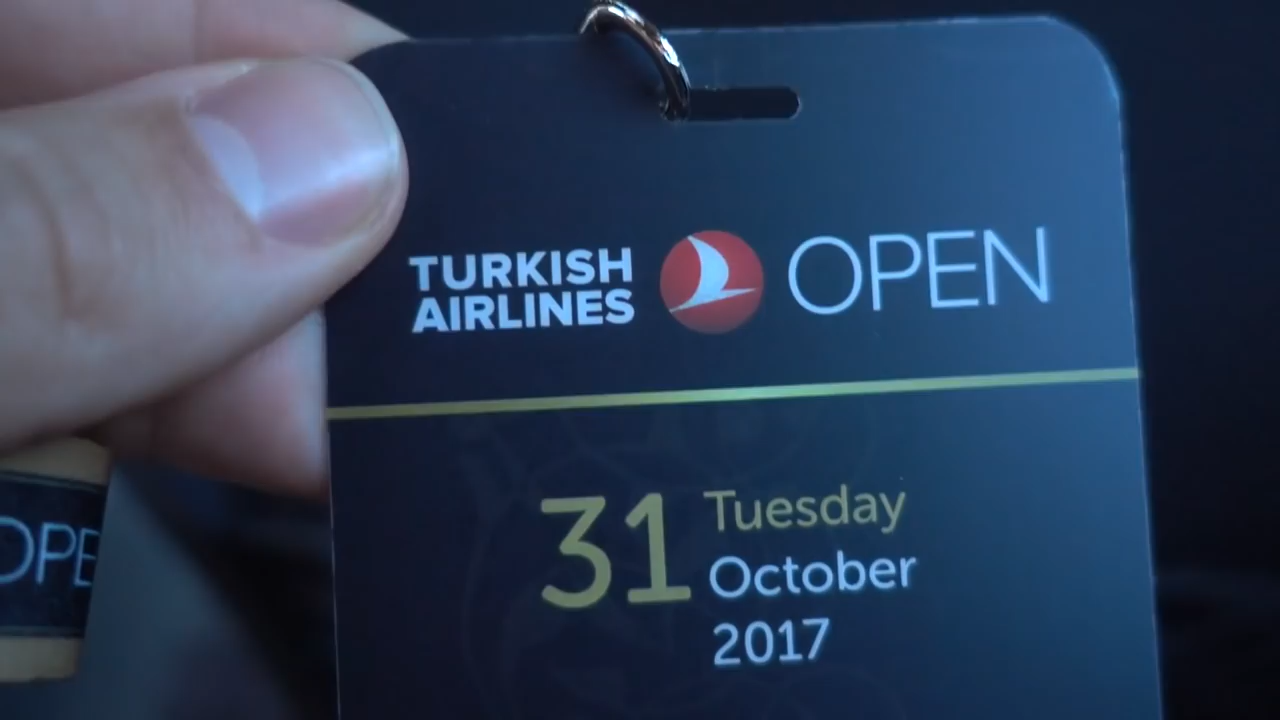 TURKISH
AIRLINES
OPEN
31
Tuesday
October
2017
OPE